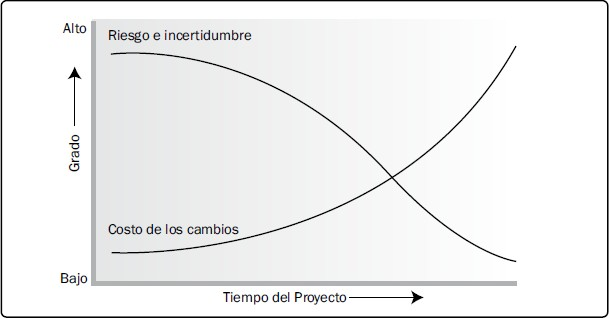 Alto
Riesgo e incertidumbre
Grado
Costo de los cambios
Bajo
Tiempo del Proyecto